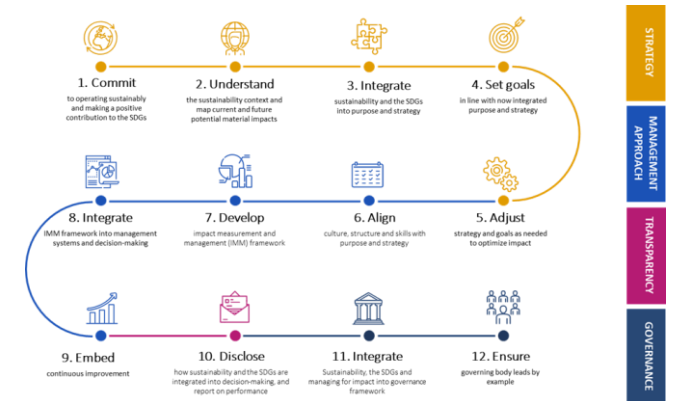 1. Commit
to operating sustainably
and making a positive
contribution to the SDGs
2. Understand
the sustainability context and
map current and future
potential material impacts
3. Integrate
sustainability and the SDGs
into purpose and strategy
4. Set goals
in line with now integrated
purpose and strategy
5. Adjust
strategy and goals as needed
to optimize impact
6. Align
culture, structure and skills with
purpose and strategy
7. Develop
impact measurement and
management (IMM) framework
8. Integrate
IMM framework into management
systems and decision-making
9. Embed
continuous improvement
10. Disclose
how sustainability and the SDGs are
integrated into decision-making, and
report on performance
11. Integrate
Sustainability, the SDGs and
managing for impact into governance
framework
12. Ensure
governing body leads by
example
STRATEGY
MANAGEMENT
APPROACH
TRANSPARENCY
GOVERNANCE